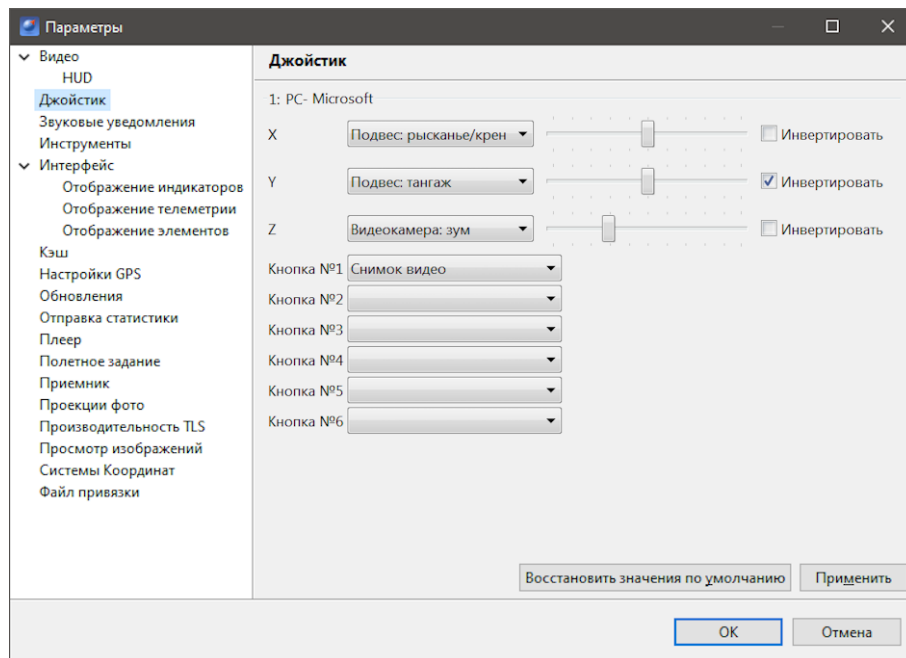 Параметры
Видео
HUD
Джойстик
Звуковые уведомления
Инструменты
Интерфейс
Отображение индикаторов
Отображение телеметрии
Отображение элементов
Кэш
Настройки GPS
Обновления
Отправка статистики
Плеер
Полетное задание
Приемник
Проекции фото
Производительность TLS
Просмотр изображений
Системы Координат
Файл привязки
Джойстик
1: PC- Microsoft
X Подвес: рысканье/крен Инвертировать
Y Подвес: тангаж Инвертировать
Z Видеокамера: зум Инвертировать
Кнопка №1 Снимок видео
Кнопка №2
Кнопка №3
Кнопка №4
Кнопка №5
Кнопка №6
Восстановить значения по умолчанию Применить
OK Отмена